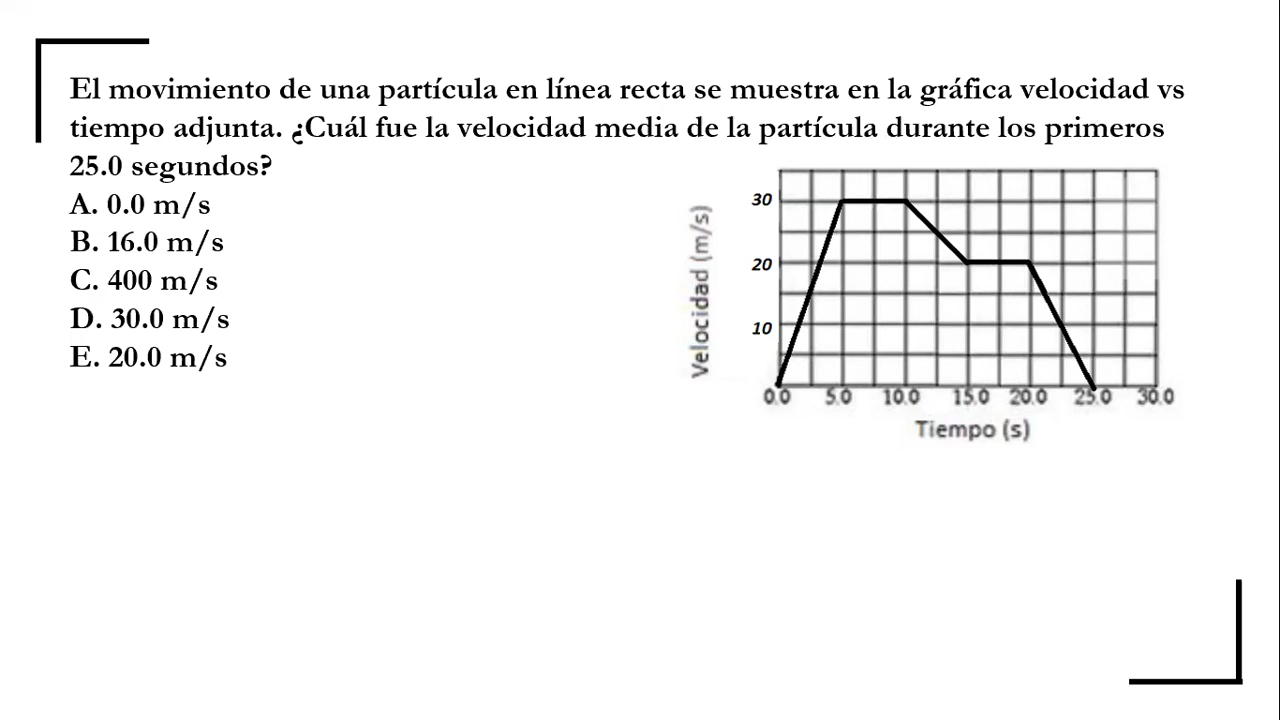 El movimiento de una partícula en línea recta se muestra en la gráfica velocidad vs
tiempo adjunta. ¿Cuál fue la velocidad media de la partícula durante los primeros
25.0 segundos?
A. 0.0 m/s
B. 16.0 m/s
C. 400 m/s
D. 30.0 m/s
E. 20.0 m/s
Velocidad (m/s)
30
20
10
0.0 5.0 10.0 15.0 20.0 25.0 30.0
Tiempo (s)